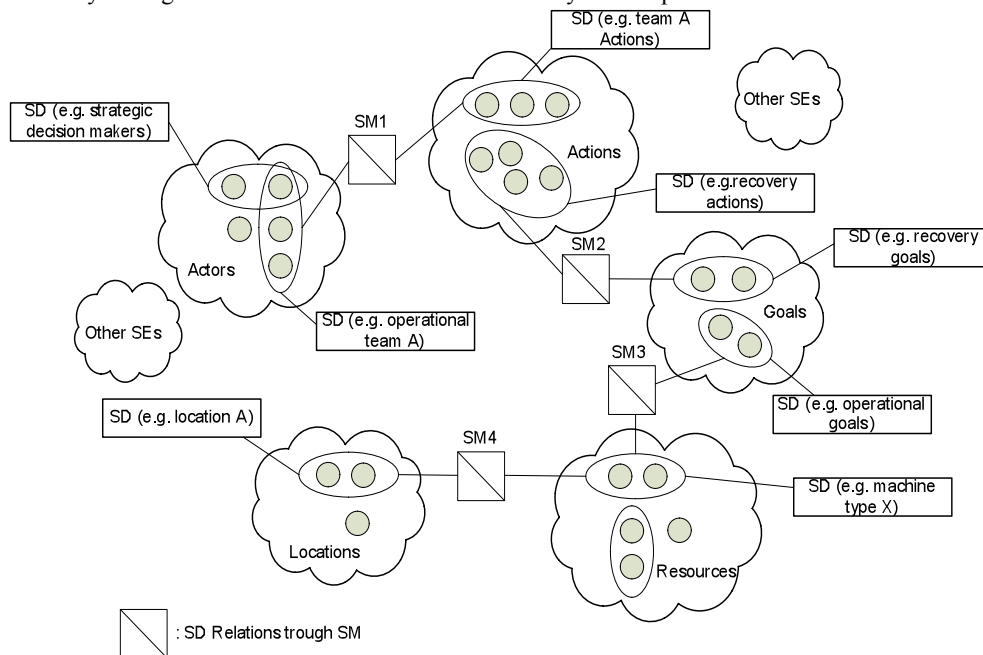 SD (e.g. team A
Actions)
Other SEs
SD (e.g. strategic
decision makers)
SM1
Actions
SD (e.g.recovery
actions)
SM2
SD (e.g. recovery
goals)
Actors
Goals
Other SEs
SD (e.g. operational
team A)
SM3
SD (e.g. operational
goals)
SD (e.g. location A)
SM4
SD (e.g. machine
type X)
Locations
Resources
: SD Relations trough SM